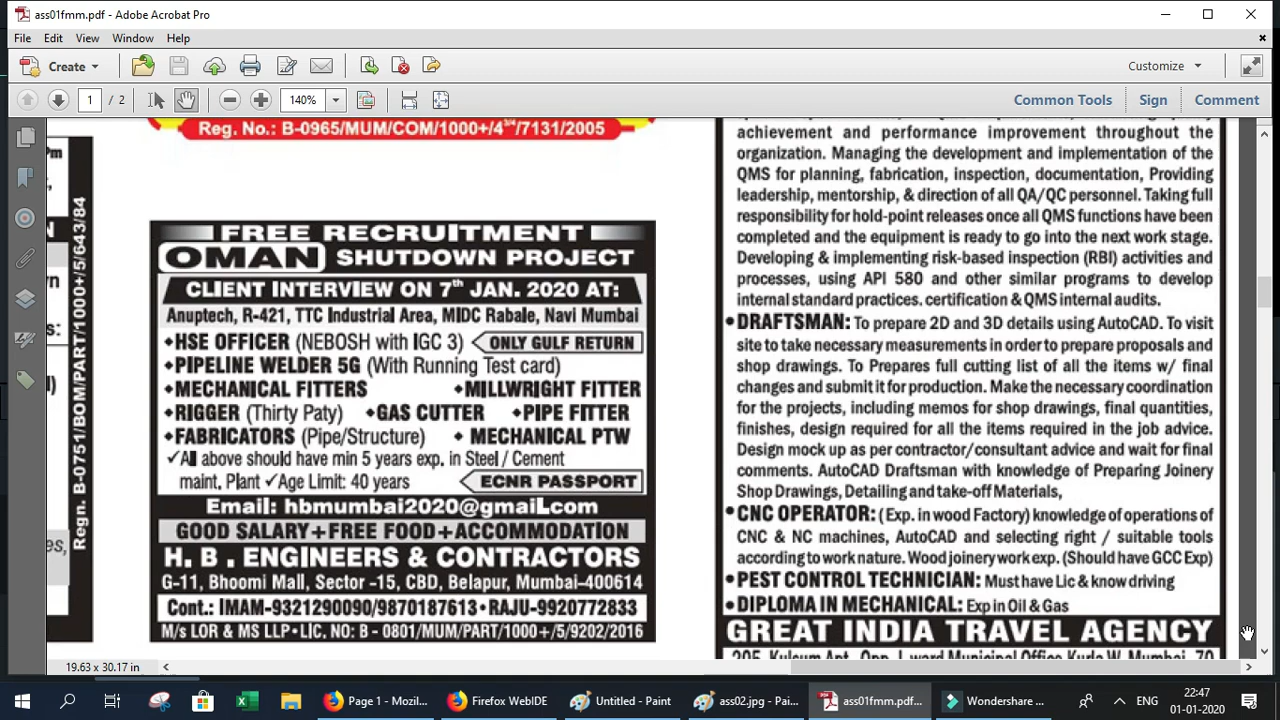 ass01fmm.pdf - Adobe Acrobat Pro
File Edit View Window Help
Create
Customize
1 / 2
140%
Common Tools Sign Comment
Regn. B-0751/BOM/PART/1000+/5/643/84
Reg. No.: B-0965/MUM/COM/1000+/4³/⁴/7131/2005
FREE RECRUITMENT
OMAN SHUTDOWN PROJECT
CLIENT INTERVIEW ON 7th JAN. 2020 AT:
Anuptech, R-421, TTC Industrial Area, MIDC Rabale, Navi Mumbai
•HSE OFFICER (NEBOSH with IGC 3) ONLY GULF RETURN
•PIPELINE WELDER 5G (With Running Test card)
•MECHANICAL FITTERS •MILLWRIGHT FITTER
•RIGGER (Thirty Paty) •GAS CUTTER •PIPE FITTER
•FABRICATORS (Pipe/Structure) • MECHANICAL PTW
✓All above should have min 5 years exp. in Steel / Cement
maint, Plant ✓Age Limit: 40 years ECNR PASSPORT
Email: hbmumbai2020@gmaiL.com
GOOD SALARY+FREE FOOD+ACCOMMODATION
H. B. ENGINEERS & CONTRACTORS
G-11, Bhoomi Mall, Sector -15, CBD, Belapur, Mumbai-400614
Cont.: IMAM-9321290090/9870187613•RAJU-9920772833
M/s LOR & MS LLP•LIC. NO: B - 0801/MUM/PART/1000+/5/9202/2016
achievement and performance improvement throughout the
organization. Managing the development and implementation of the
QMS for planning, fabrication, inspection, documentation, Providing
leadership, mentorship, & direction of all QA/QC personnel. Taking full
responsibility for hold-point releases once all QMS functions have been
completed and the equipment is ready to go into the next work stage.
Developing & implementing risk-based inspection (RBI) activities and
processes, using API 580 and other similar programs to develop
internal standard practices. certification & QMS internal audits.
•DRAFTSMAN: To prepare 2D and 3D details using AutoCAD. To visit
site to take necessary measurements in order to prepare proposals and
shop drawings. To Prepares full cutting list of all the items w/ final
changes and submit it for production. Make the necessary coordination
for the projects, including memos for shop drawings, final quantities,
finishes, design required for all the items required in the job advice.
Design mock up as per contractor/consultant advice and wait for final
comments. AutoCAD Draftsman with knowledge of Preparing Joinery
Shop Drawings, Detailing and take-off Materials,
•CNC OPERATOR: (Exp. in wood Factory) knowledge of operations of
CNC & NC machines, AutoCAD and selecting right / suitable tools
according to work nature. Wood joinery work exp. (Should have GCC Exp)
•PEST CONTROL TECHNICIAN: Must have Lic & know driving
•DIPLOMA IN MECHANICAL: Exp in Oil & Gas
GREAT INDIA TRAVEL AGENCY
205, Kulsum Apt., Opp. L ward Municipal Office Kurla W. Mumbai, 70
19.63 x 30.17 in
Page 1 - Mozil...
Firefox WebIDE
Untitled - Paint
ass02.jpg - Pai...
ass01fmm.pdf...
Wondershare ...
ENG
22:47
01-01-2020